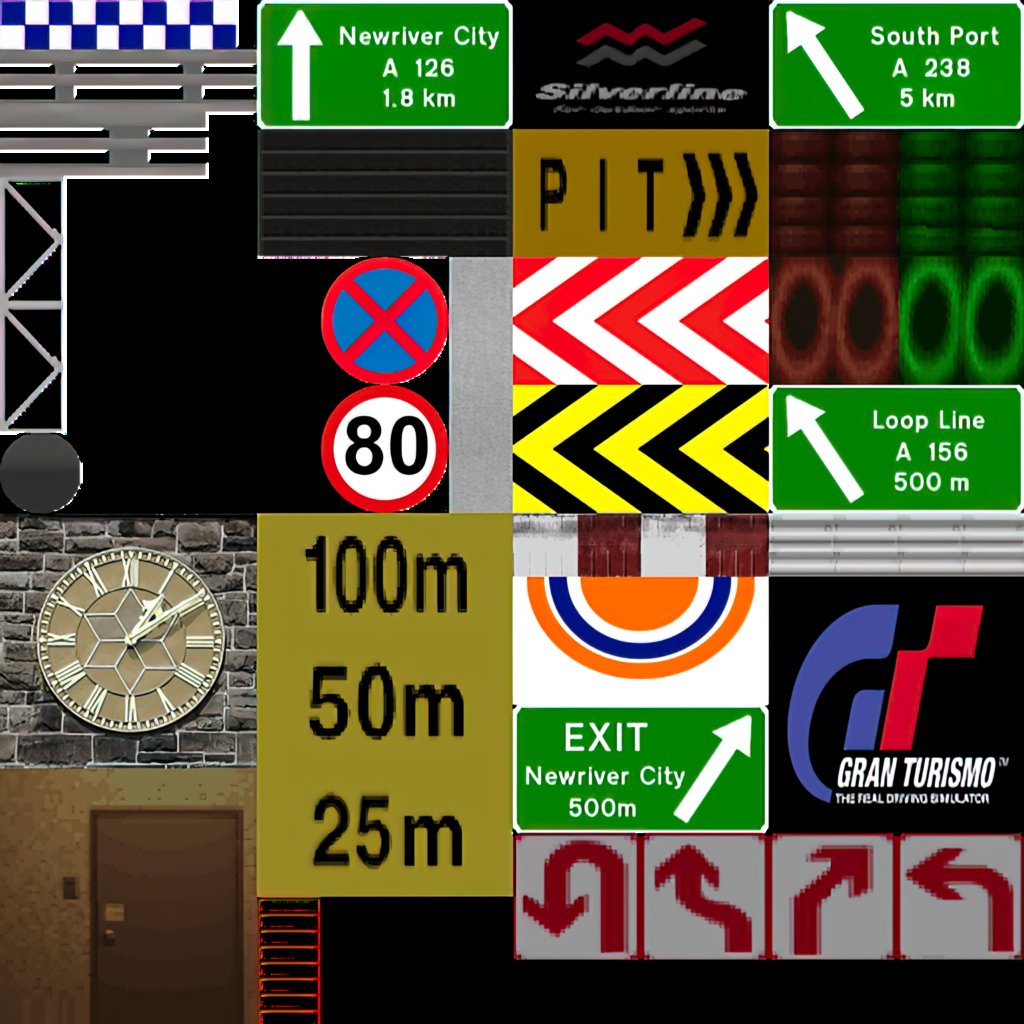 Newriver City
A 126
1.8 km
Silverline
South Port
A 238
5 km
PIT
80
Loop Line
A 156
500 m
100m
50m
25m
EXIT
Newriver City
500m
GRAN TURISMO™
THE REAL DRIVING SIMULATOR